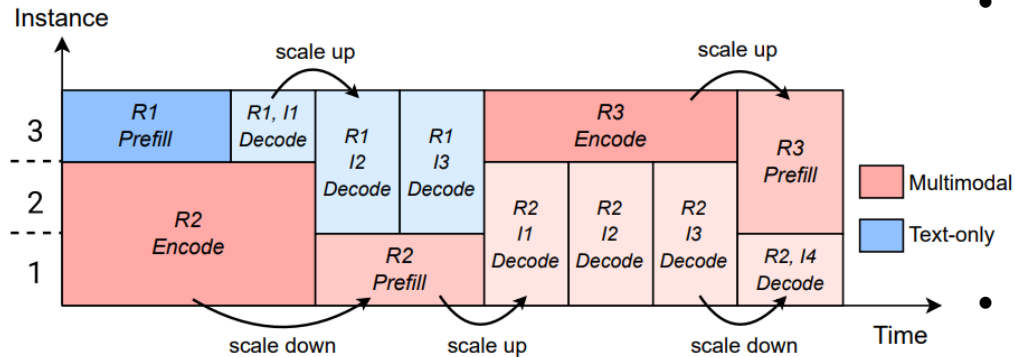 Instance
scale up
scale up
3
2
1
R1
Prefill
R1, I1
Decode
R1
I2
Decode
R1
I3
Decode
R3
Encode
R3
Prefill
R2
Encode
R2
Prefill
R2
I1
Decode
R2
I2
Decode
R2
I3
Decode
R2, I4
Decode
Multimodal
Text-only
scale down
scale up
scale down
Time